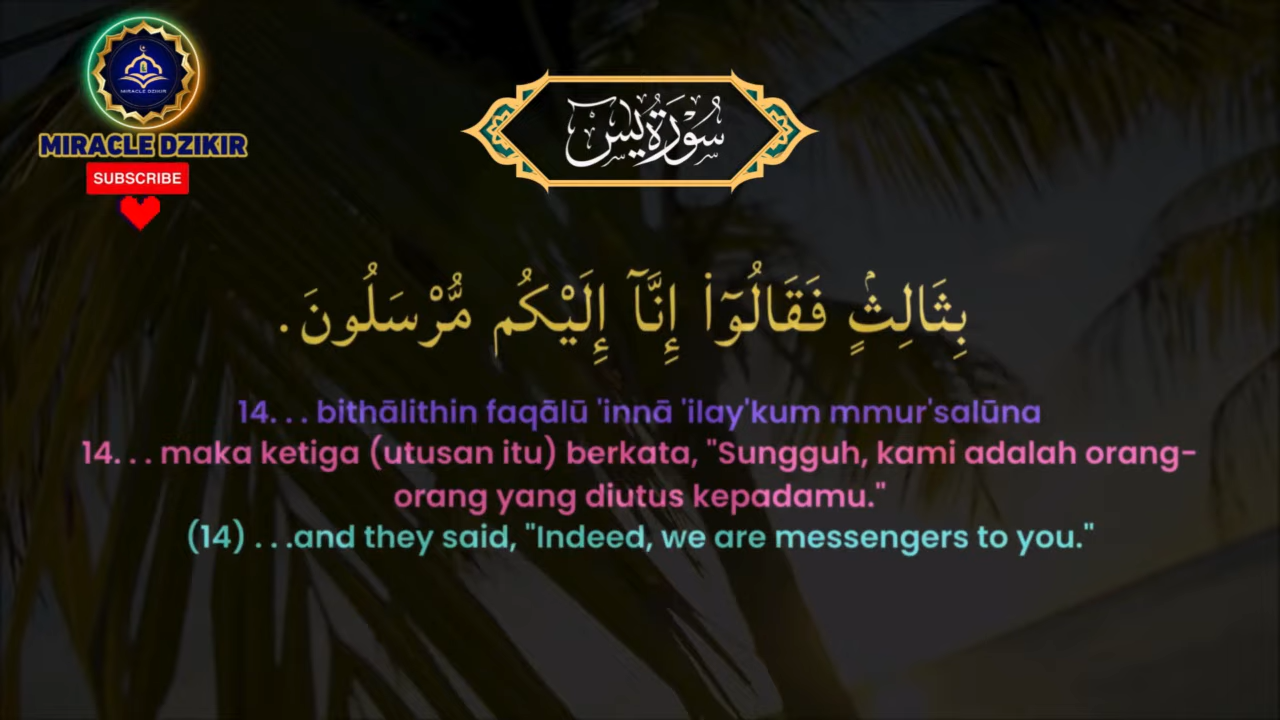 MIRACLE DZIKIR
MIRACLE DZIKIR
SUBSCRIBE
سُوۡرَةُ يٰسٓ
بِثَالِثٍۢ فَقَالُوٓا۟ إِنَّآ إِلَيْكُم مُّرْسَلُونَ.
14. . . bithālithin faqālū 'innā 'ilay'kum mmur'salūna
14. . . maka ketiga (utusan itu) berkata, "Sungguh, kami adalah orang-
orang yang diutus kepadamu."
(14) . . .and they said, "Indeed, we are messengers to you."